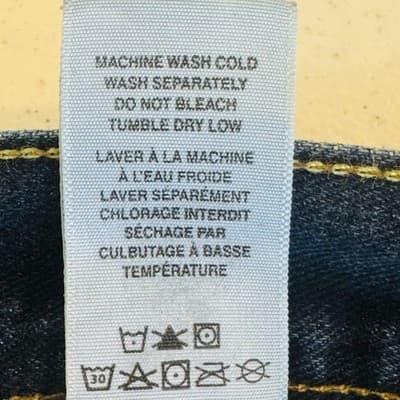 MACHINE WASH COLD
WASH SEPARATELY
DO NOT BLEACH
TUMBLE DRY LOW
LAVER À LA MACHINE
À L'EAU FROIDE
LAVER SÉPARÉMENT
CHLORAGE INTERDIT
SÉCHAGE PAR
CULBUTAGE À BASSE
TEMPÉRATURE
30